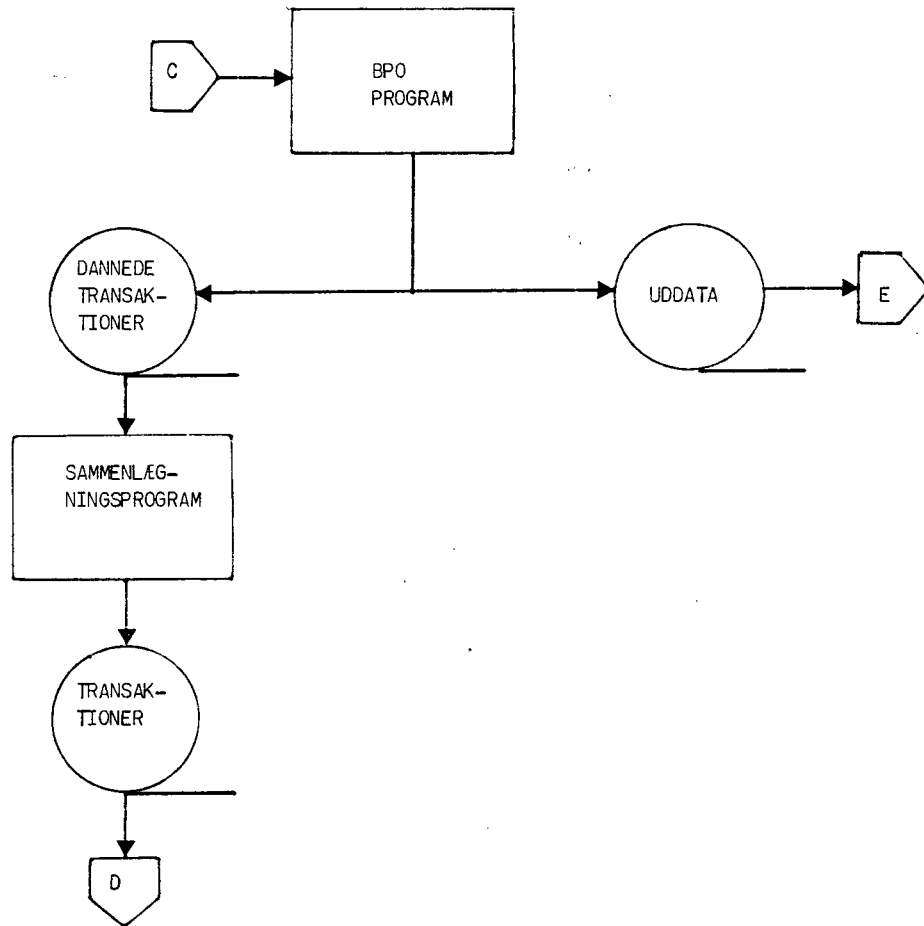 C
BPO
PROGRAM
DANNEDE
TRANSAK-
TIONER
UDDATA
E
SAMMENLÆG-
NINGSPROGRAM
TRANSAK-
TIONER
D